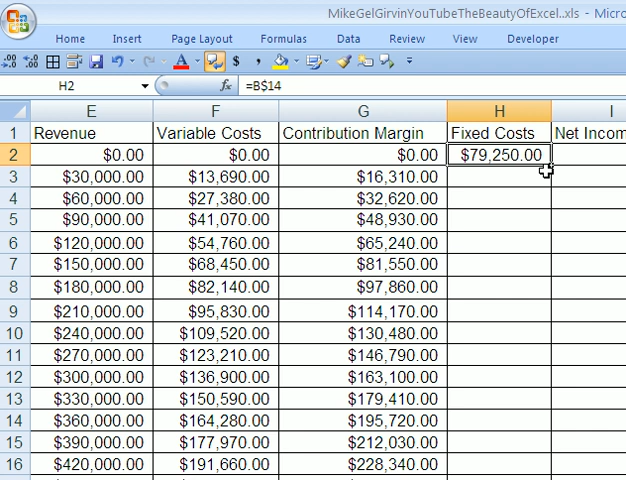 MikeGelGirvinYouTubeTheBeautyOfExcel..xls - Micro
Home Insert Page Layout Formulas Data Review View Developer
H2 fx =B$14
E F G H I
1 Revenue Variable Costs Contribution Margin Fixed Costs Net Incom
2 $0.00 $0.00 $0.00 $79,250.00
3 $30,000.00 $13,690.00 $16,310.00
4 $60,000.00 $27,380.00 $32,620.00
5 $90,000.00 $41,070.00 $48,930.00
6 $120,000.00 $54,760.00 $65,240.00
7 $150,000.00 $68,450.00 $81,550.00
8 $180,000.00 $82,140.00 $97,860.00
9 $210,000.00 $95,830.00 $114,170.00
10 $240,000.00 $109,520.00 $130,480.00
11 $270,000.00 $123,210.00 $146,790.00
12 $300,000.00 $136,900.00 $163,100.00
13 $330,000.00 $150,590.00 $179,410.00
14 $360,000.00 $164,280.00 $195,720.00
15 $390,000.00 $177,970.00 $212,030.00
16 $420,000.00 $191,660.00 $228,340.00